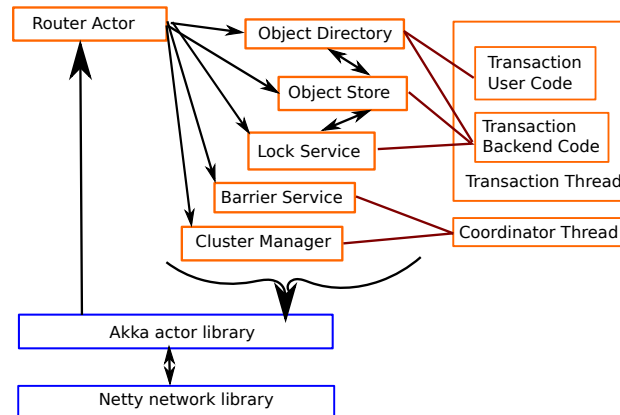 Router Actor
Object Directory
Object Store
Lock Service
Barrier Service
Cluster Manager
Transaction
User Code
Transaction
Backend Code
Transaction Thread
Coordinator Thread
Akka actor library
Netty network library